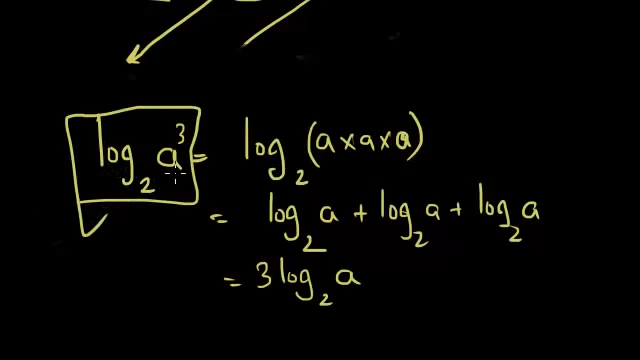 log₂ a³ = log₂ (a × a × a)
= log₂ a + log₂ a + log₂ a
= 3 log₂ a